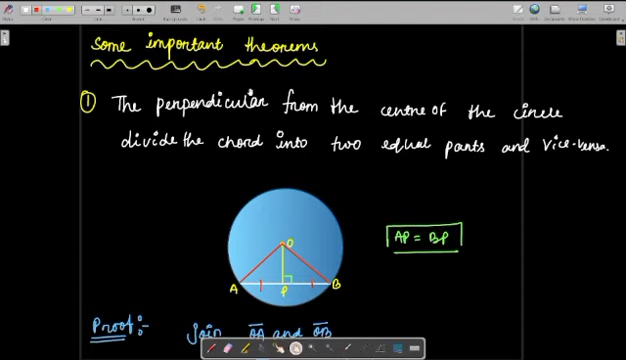 Some important theorems
① The perpendicular from the centre of the circle
divide the chord into two equal parts and vice-versa.
O
AP = BP
A P B
Proof:- Join OA and OB